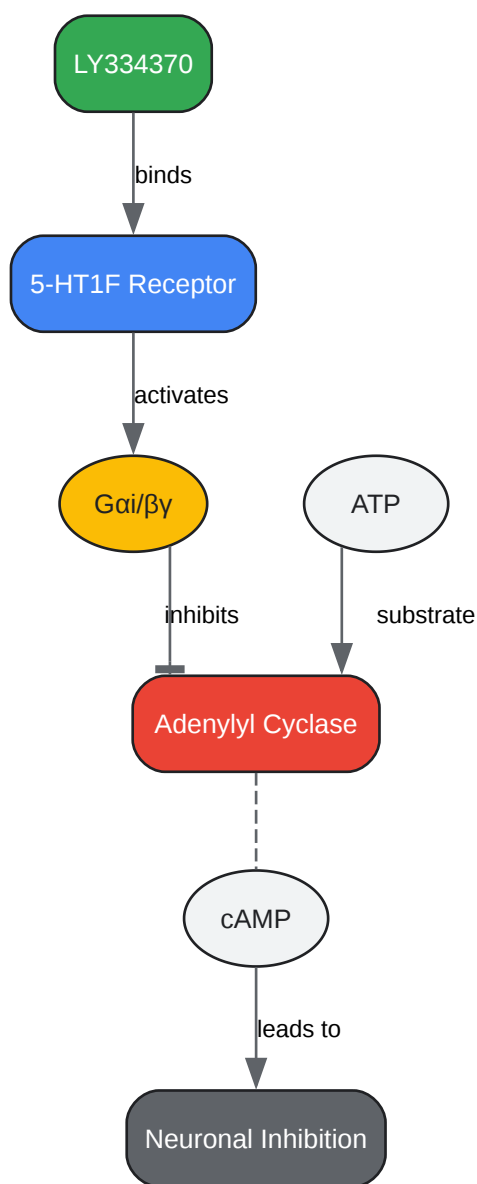 LY334370
binds
5-HT1F Receptor
activates
Gαi/βγ
ATP
inhibits
substrate
Adenylyl Cyclase
cAMP
leads to
Neuronal Inhibition